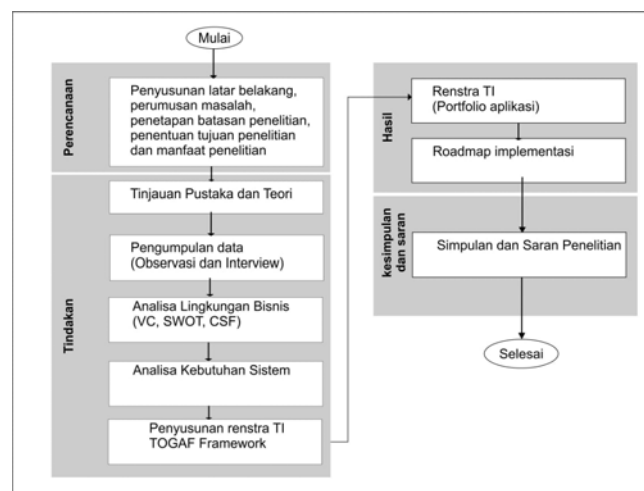 Mulai
Perencanaan
Penyusunan latar belakang,
perumusan masalah,
penetapan batasan penelitian,
penentuan tujuan penelitian
dan manfaat penelitian
Tindakan
Tinjauan Pustaka dan Teori
Pengumpulan data
(Observasi dan Interview)
Analisa Lingkungan Bisnis
(VC, SWOT, CSF)
Analisa Kebutuhan Sistem
Penyusunan renstra TI
TOGAF Framework
Hasil
Renstra TI
(Portfolio aplikasi)
Roadmap implementasi
kesimpulan
dan saran
Simpulan dan Saran Penelitian
Selesai